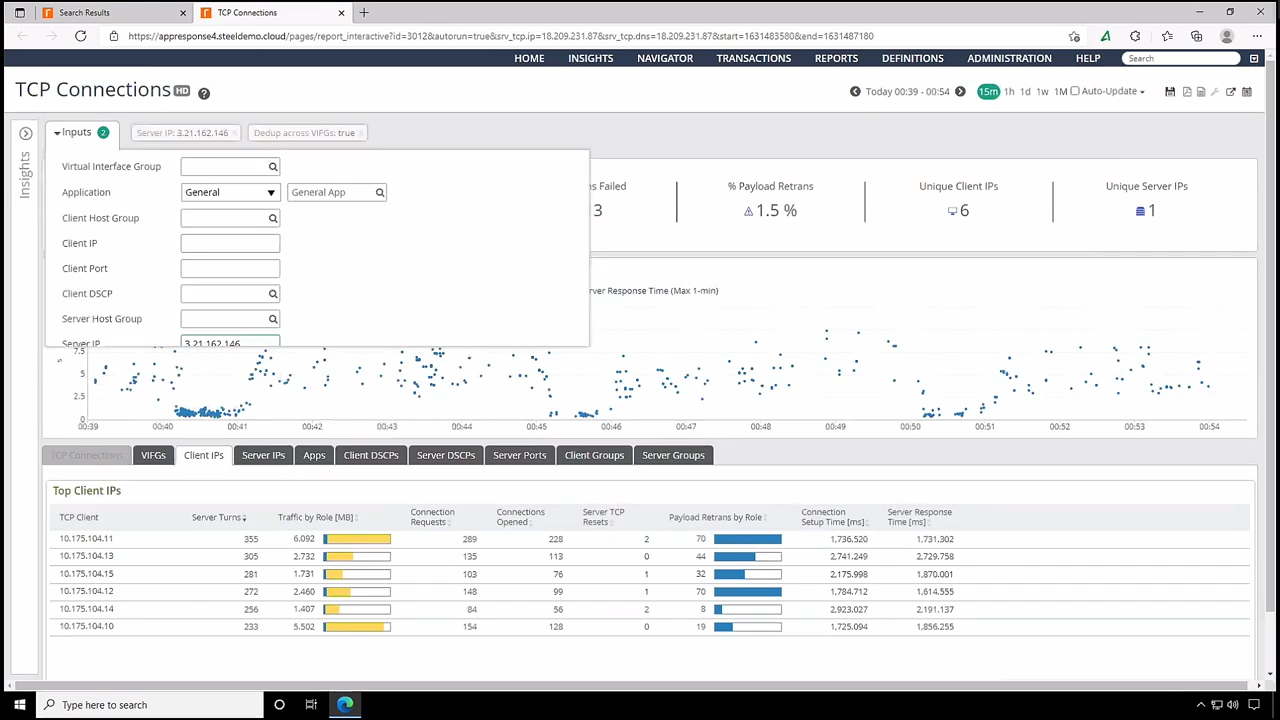 Search Results
TCP Connections
https://appresponse4.steeldemo.cloud/pages/report_interactive?id=3012&autorun=true&srv_tcp.ip=18.209.231.87&srv_tcp.dns=18.209.231.87&start=1631483580&end=1631487180
HOME INSIGHTS NAVIGATOR TRANSACTIONS REPORTS DEFINITIONS ADMINISTRATION HELP Search
TCP Connections HD ?
Today 00:39 - 00:54 15m 1h 1d 1w 1M Auto-Update
Inputs 2 Server IP: 3.21.162.146 Dedup across VIFGs: true
Insights
Virtual Interface Group
Application General General App
Client Host Group
Client IP
Client Port
Client DSCP
Server Host Group
Server IP 3.21.162.146
Failed % Payload Retrans Unique Client IPs Unique Server IPs
3 1.5 % 6 1
Response Time (Max 1-min)
7.5
5
2.5
0
s
00:39 00:40 00:41 00:42 00:43 00:44 00:45 00:46 00:47 00:48 00:49 00:50 00:51 00:52 00:53 00:54
TCP Connections VIFGs Client IPs Server IPs Apps Client DSCPs Server DSCPs Server Ports Client Groups Server Groups
Top Client IPs
TCP Client Server Turns Traffic by Role [MB] Connection Requests Connections Opened Server TCP Resets Payload Retrans by Role Connection Setup Time [ms] Server Response Time [ms]
10.175.104.11 355 6.092 289 228 2 70 1,736.520 1,731.302
10.175.104.13 305 2.732 135 113 0 44 2,741.249 2,729.758
10.175.104.15 281 1.731 103 76 1 32 2,175.998 1,870.001
10.175.104.12 272 2.460 148 99 1 70 1,784.712 1,614.555
10.175.104.14 256 1.407 84 56 2 8 2,923.027 2,191.137
10.175.104.10 233 5.502 154 128 0 19 1,725.094 1,856.255
Type here to search